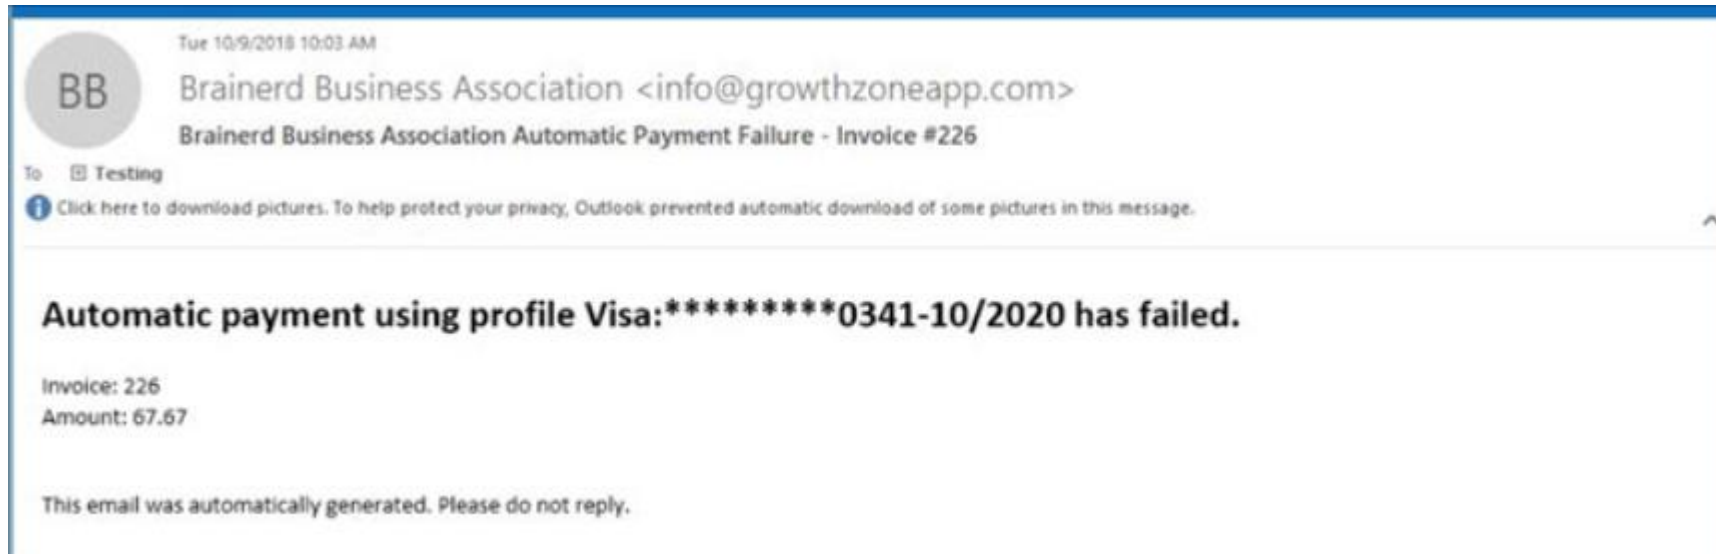 Tue 10/9/2018 10:03 AM
BB
Brainerd Business Association <info@growthzoneapp.com>
Brainerd Business Association Automatic Payment Failure - Invoice #226
To Testing
Click here to download pictures. To help protect your privacy, Outlook prevented automatic download of some pictures in this message.
Automatic payment using profile Visa:*********0341-10/2020 has failed.
Invoice: 226
Amount: 67.67
This email was automatically generated. Please do not reply.